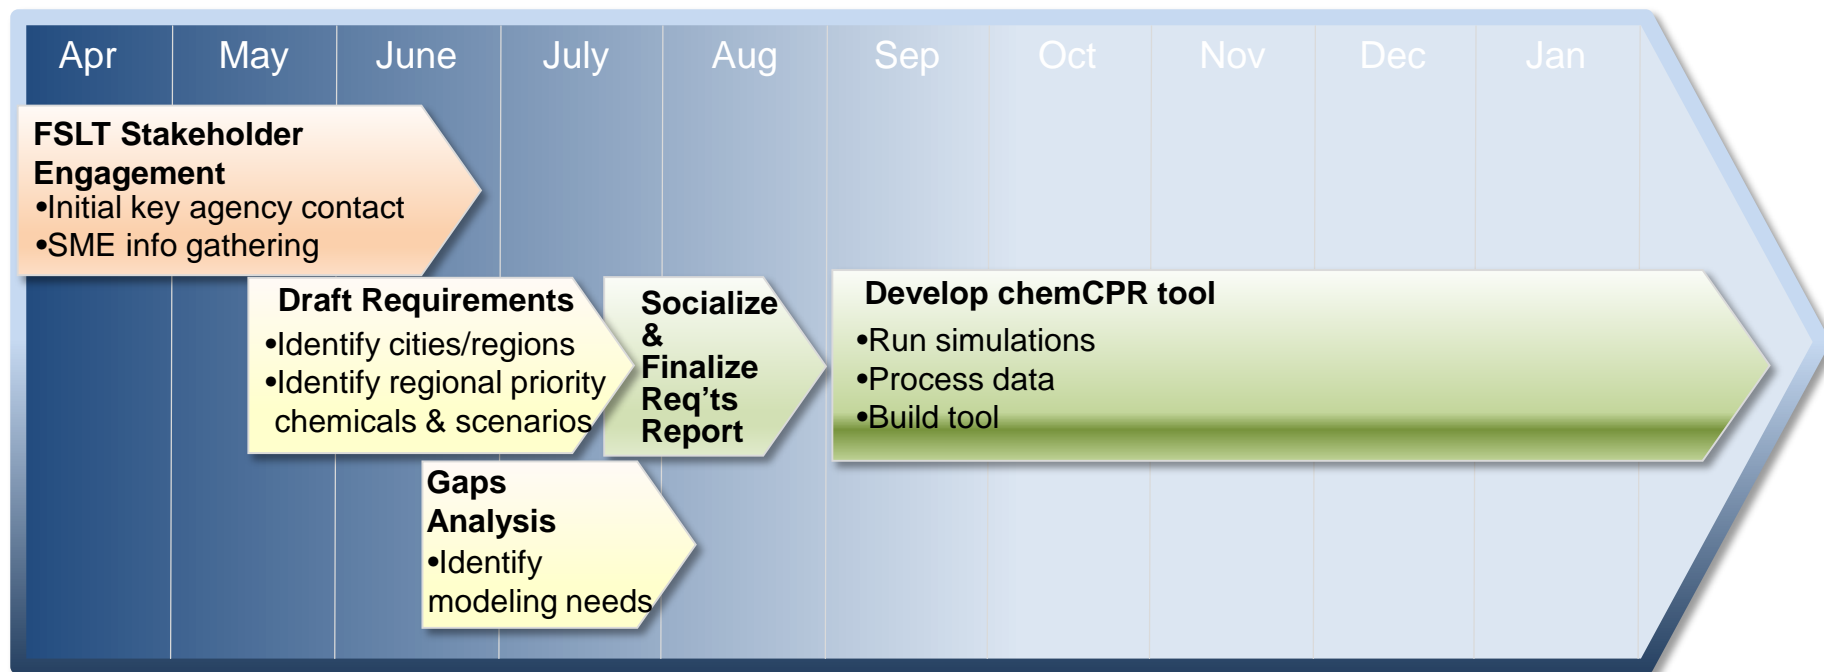 Apr May June July Aug Sep Oct Nov Dec Jan
FSLT Stakeholder
Engagement
•Initial key agency contact
•SME info gathering
Draft Requirements
•Identify cities/regions
•Identify regional priority
chemicals & scenarios
Socialize
&
Finalize
Req’ts
Report
Develop chemCPR tool
•Run simulations
•Process data
•Build tool
Gaps
Analysis
•Identify
modeling needs